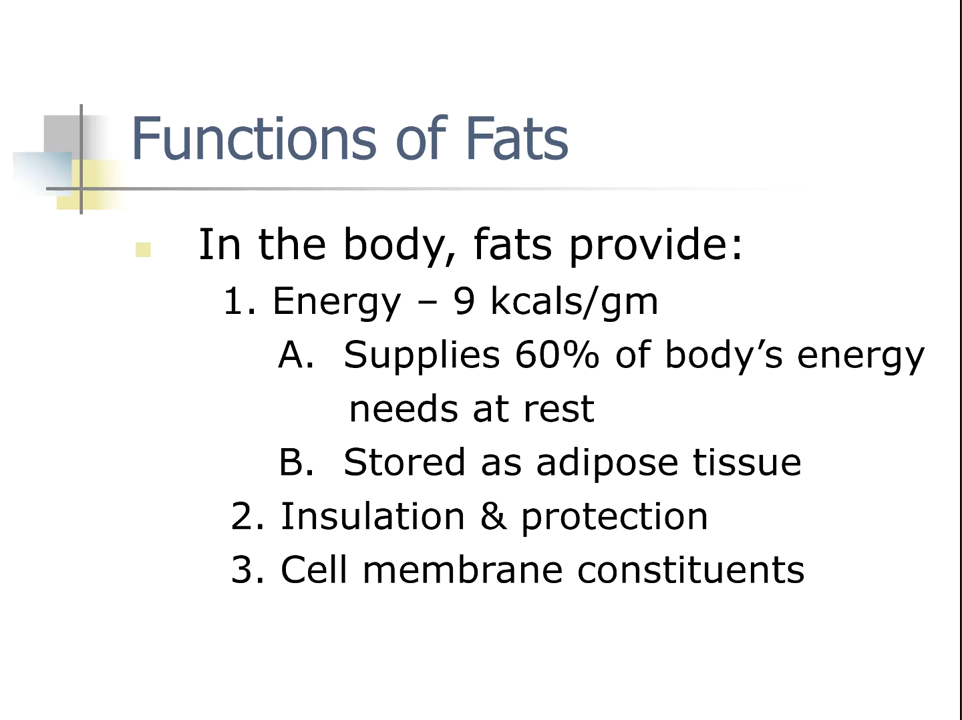 Functions of Fats
In the body, fats provide:
1. Energy – 9 kcals/gm
A. Supplies 60% of body’s energy
needs at rest
B. Stored as adipose tissue
2. Insulation & protection
3. Cell membrane constituents